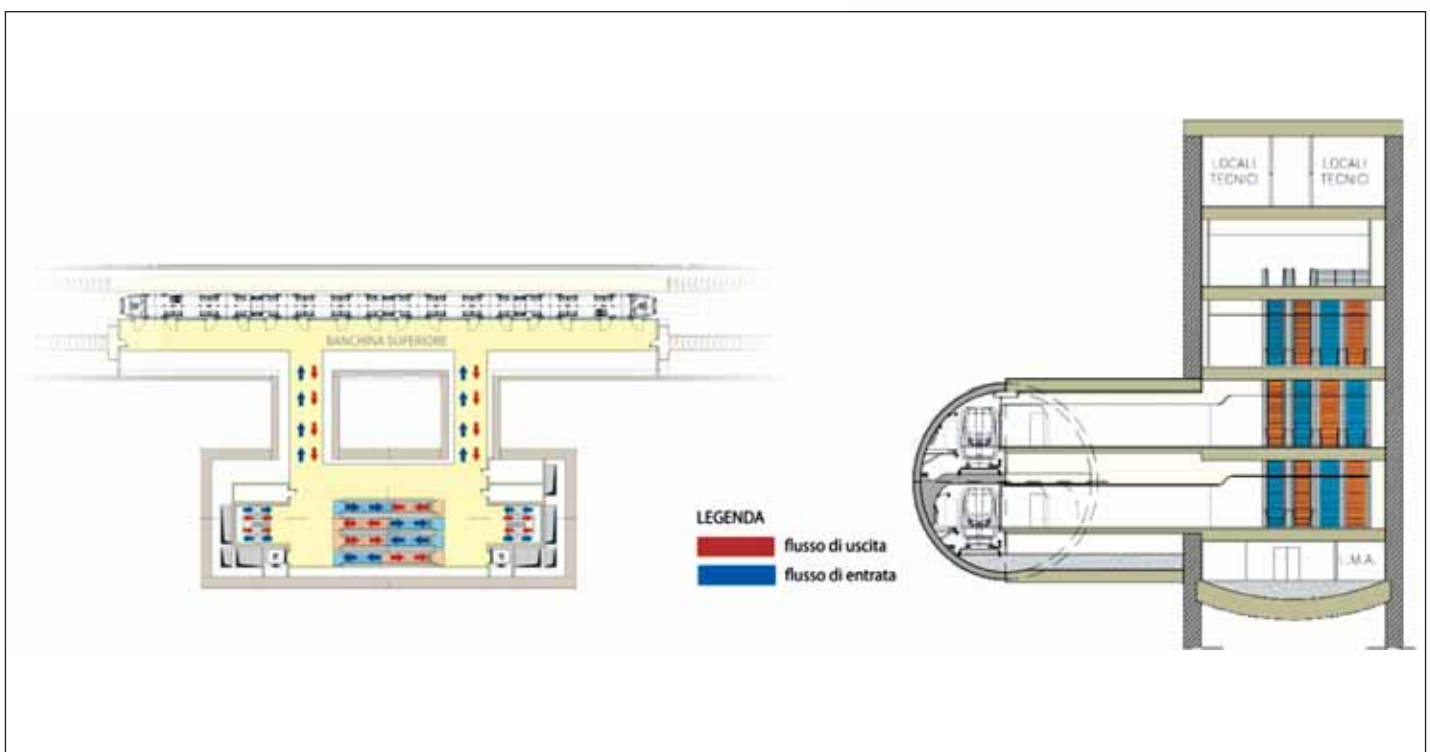 BANCHINA SUPERIORE
LEGENDA
flusso di uscita
flusso di entrata
LOCALI
TECNICI
LOCALI
TECNICI